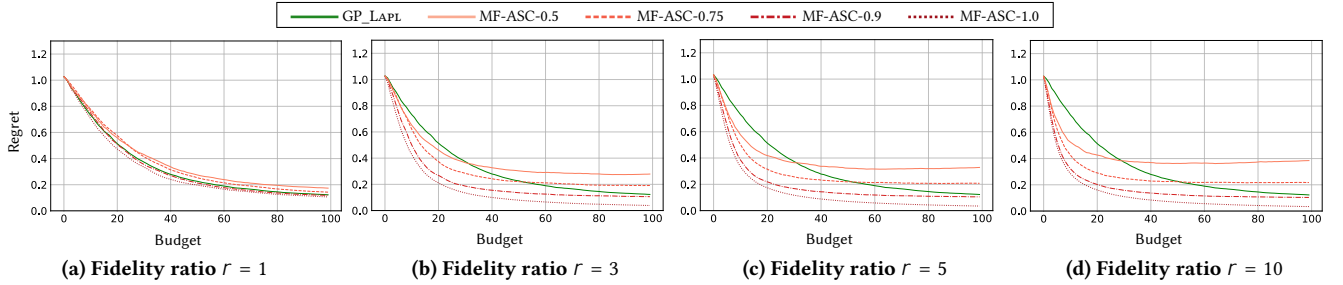 GP_LAPL MF-ASC-0.5 MF-ASC-0.75 MF-ASC-0.9 MF-ASC-1.0
Regret
1.2
1.0
0.8
0.6
0.4
0.2
0.0
0 20 40 60 80 100
Budget
(a) Fidelity ratio r = 1
1.2
1.0
0.8
0.6
0.4
0.2
0.0
0 20 40 60 80 100
Budget
(b) Fidelity ratio r = 3
1.2
1.0
0.8
0.6
0.4
0.2
0.0
0 20 40 60 80 100
Budget
(c) Fidelity ratio r = 5
1.2
1.0
0.8
0.6
0.4
0.2
0.0
0 20 40 60 80 100
Budget
(d) Fidelity ratio r = 10